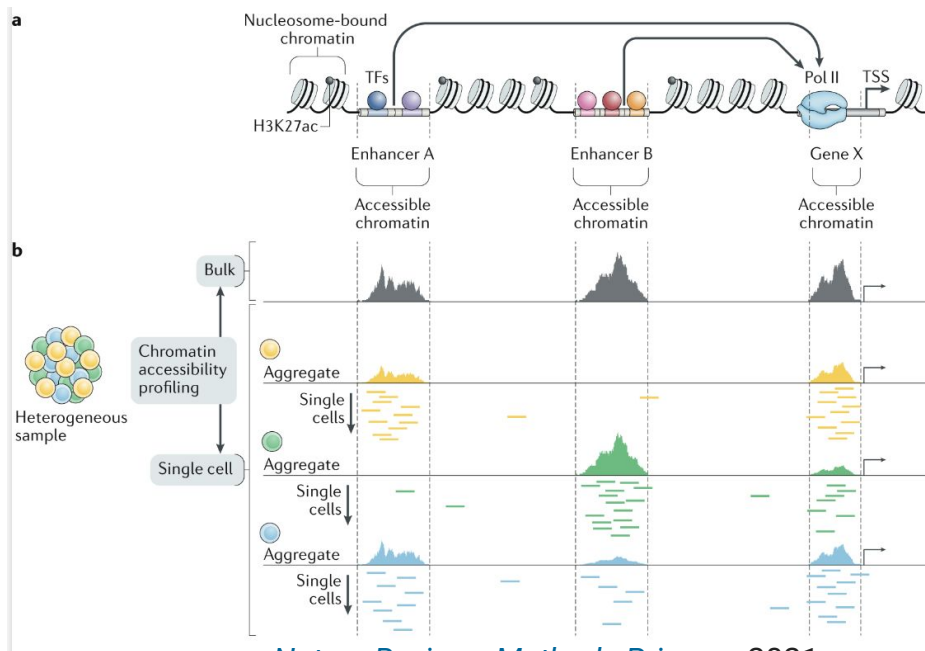 a
Nucleosome-bound
chromatin
TFs
Pol II
TSS
H3K27ac
Enhancer A
Enhancer B
Gene X
Accessible
chromatin
Accessible
chromatin
Accessible
chromatin
b
Bulk
Chromatin
accessibility
profiling
Heterogeneous
sample
Single cell
Aggregate
Single
cells
Aggregate
Single
cells
Aggregate
Single
cells